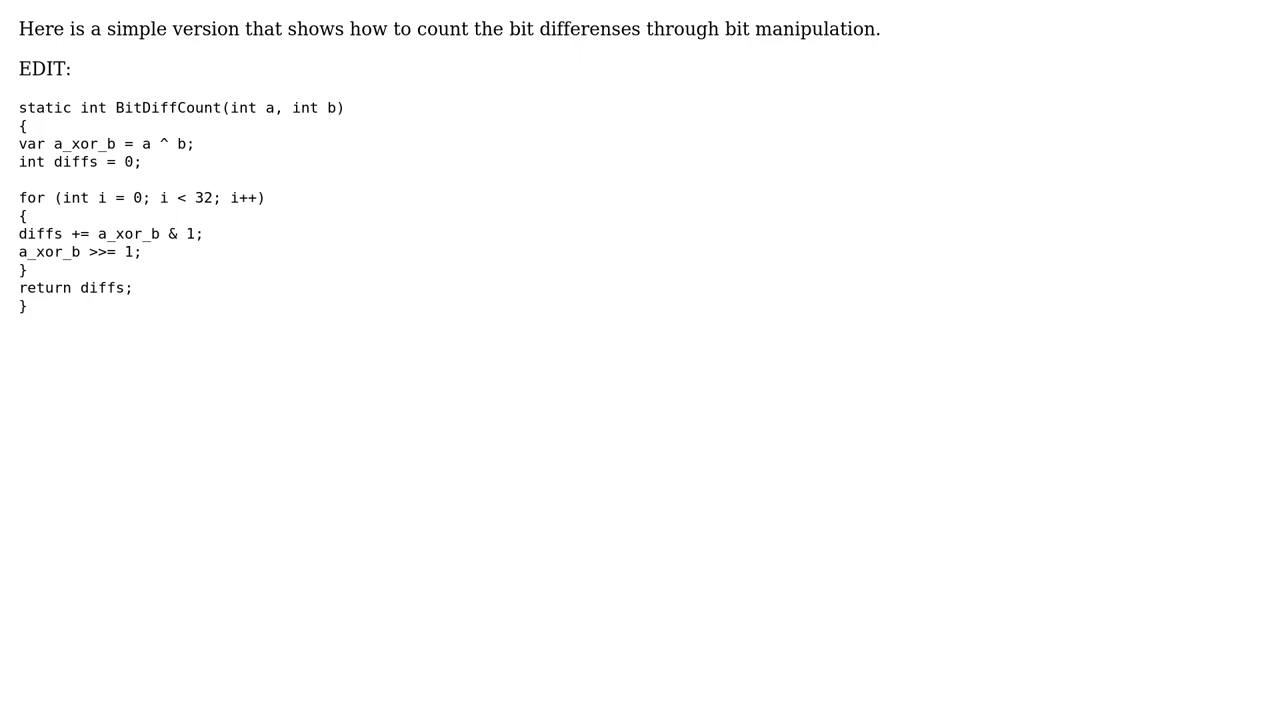 Here is a simple version that shows how to count the bit differenses through bit manipulation.
EDIT:
static int BitDiffCount(int a, int b)
{
var a_xor_b = a ^ b;
int diffs = 0;
for (int i = 0; i < 32; i++)
{
diffs += a_xor_b & 1;
a_xor_b >>= 1;
}
return diffs;
}